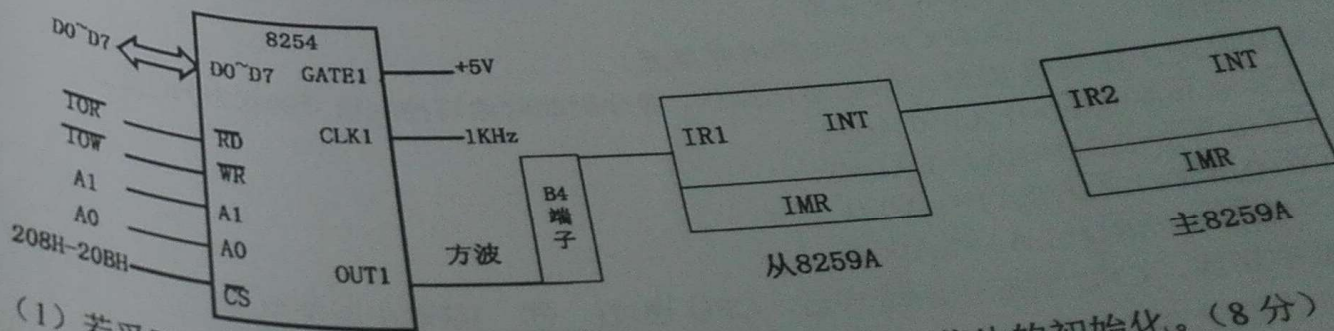 D0~D7
8254
D0~D7 GATE1
+5V
IOR
RD
CLK1
1KHz
IOW
WR
A1
A1
A0
A0
208H-20BH
CS
OUT1
方波
B4
端
子
IR1
INT
IMR
从8259A
IR2
INT
IMR
主8259A
(1) 若
的初始化。(8分)